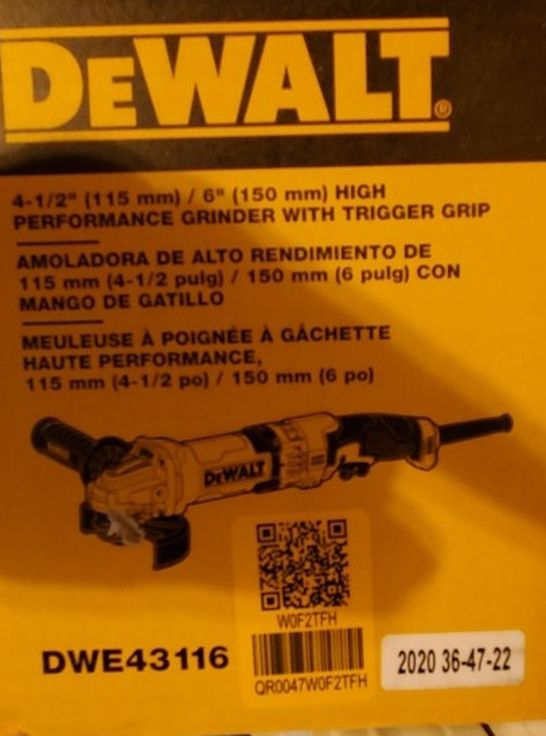 DEWALT®
4-1/2" (115 mm) / 6" (150 mm) HIGH
PERFORMANCE GRINDER WITH TRIGGER GRIP
AMOLADORA DE ALTO RENDIMIENTO DE
115 mm (4-1/2 pulg) / 150 mm (6 pulg) CON
MANGO DE GATILLO
MEULEUSE À POIGNÉE À GÂCHETTE
HAUTE PERFORMANCE,
115 mm (4-1/2 po) / 150 mm (6 po)
DEWALT
W0F2TFH
DWE43116
QR0047W0F2TFH
2020 36-47-22